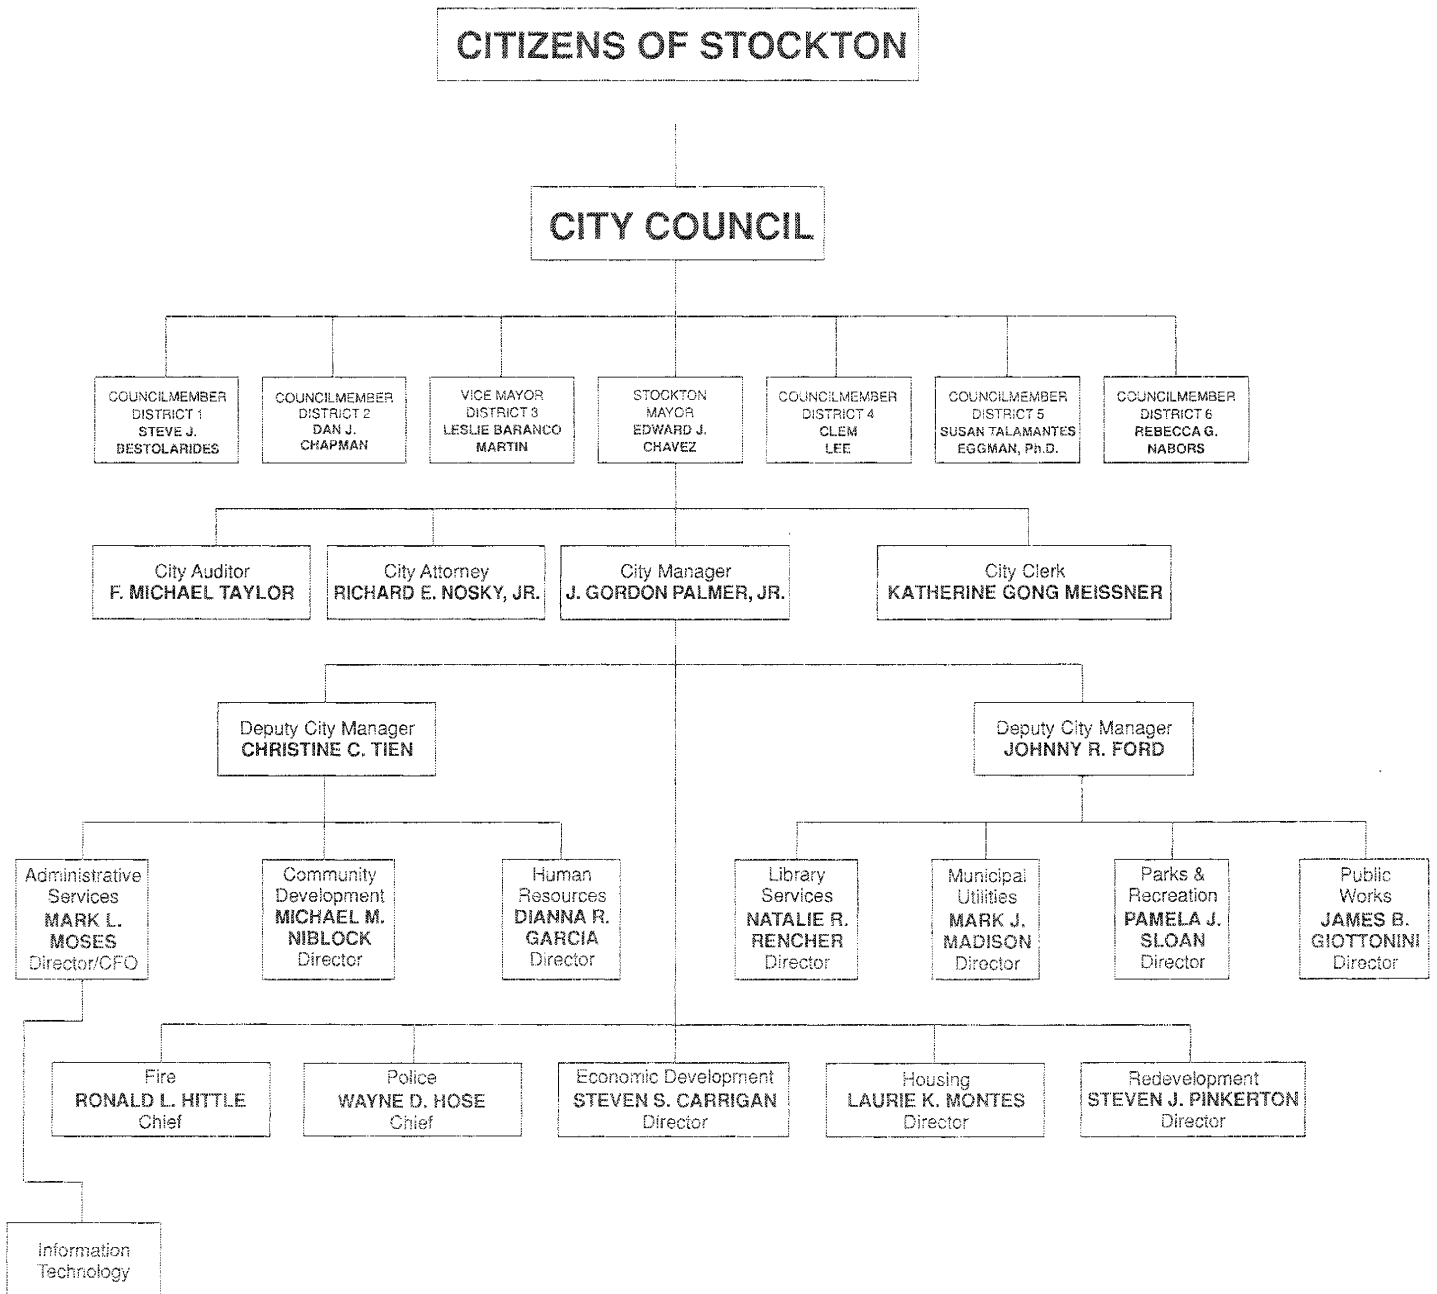 CITIZENS OF STOCKTON
CITY COUNCIL
COUNCILMEMBER
DISTRICT 1
STEVE J.
BESTOLARIDES
COUNCILMEMBER
DISTRICT 2
DAN J.
CHAPMAN
VICE MAYOR
DISTRICT 3
LESLIE BARANCO
MARTIN
STOCKTON
MAYOR
EDWARD J.
CHAVEZ
COUNCILMEMBER
DISTRICT 4
CLEM
LEE
COUNCILMEMBER
DISTRICT 5
SUSAN TALAMANTES
EGGMAN, Ph.D.
COUNCILMEMBER
DISTRICT 6
REBECCA G.
NABORS
City Auditor
F. MICHAEL TAYLOR
City Attorney
RICHARD E. NOSKY, JR.
City Manager
J. GORDON PALMER, JR.
City Clerk
KATHERINE GONG MEISSNER
Deputy City Manager
CHRISTINE C. TIEN
Deputy City Manager
JOHNNY R. FORD
Administrative
Services
MARK L.
MOSES
Director/CFO
Community
Development
MICHAEL M.
NIBLOCK
Director
Human
Resources
DIANNA R.
GARCIA
Director
Library
Services
NATALIE R.
RENCHER
Director
Municipal
Utilities
MARK J.
MADISON
Director
Parks &
Recreation
PAMELA J.
SLOAN
Director
Public
Works
JAMES B.
GIOTTONINI
Director
Fire
RONALD L. HITTLE
Chief
Police
WAYNE D. HOSE
Chief
Economic Development
STEVEN S. CARRIGAN
Director
Housing
LAURIE K. MONTES
Director
Redevelopment
STEVEN J. PINKERTON
Director
Information
Technology